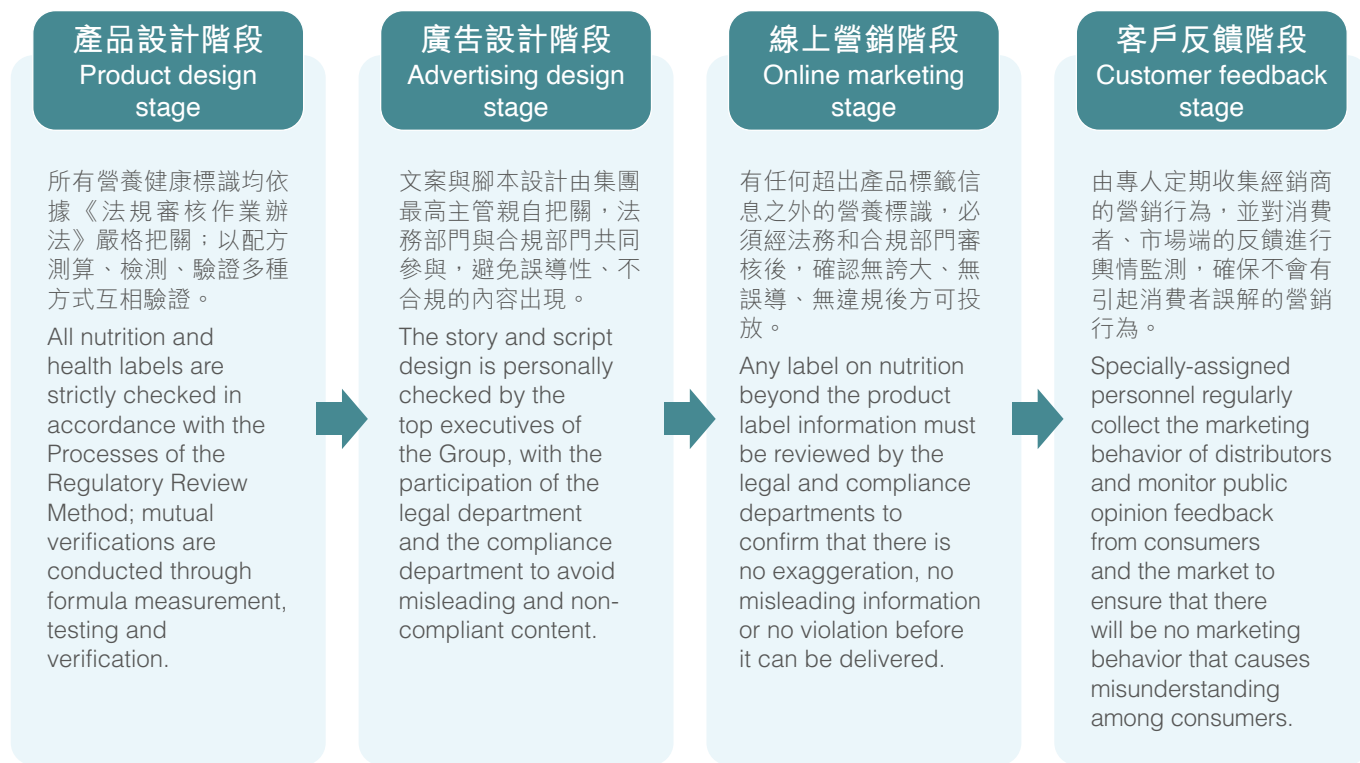 產品設計階段
Product design
stage
所有營養健康標識均依
據《法規審核作業辦
法》嚴格把關；以配方
測算、檢測、驗證多種
方式互相驗證。
All nutrition and
health labels are
strictly checked in
accordance with the
Processes of the
Regulatory Review
Method; mutual
verifications are
conducted through
formula measurement,
testing and
verification.
廣告設計階段
Advertising design
stage
文案與腳本設計由集團
最高主管親自把關，法
務部門與合規部門共同
參與，避免誤導性、不
合規的內容出現。
The story and script
design is personally
checked by the
top executives of
the Group, with the
participation of the
legal department
and the compliance
department to avoid
misleading and non-
compliant content.
線上營銷階段
Online marketing
stage
有任何超出產品標籤信
息之外的營養標識，必
須經法務和合規部門審
核後，確認無誇大、無
誤導、無違規後方可投
放。
Any label on nutrition
beyond the product
label information must
be reviewed by the
legal and compliance
departments to
confirm that there is
no exaggeration, no
misleading information
or no violation before
it can be delivered.
客戶反饋階段
Customer feedback
stage
由專人定期收集經銷商
的營銷行為，並對消費
者、市場端的反饋進行
輿情監測，確保不會有
引起消費者誤解的營銷
行為。
Specially-assigned
personnel regularly
collect the marketing
behavior of distributors
and monitor public
opinion feedback
from consumers
and the market to
ensure that there
will be no marketing
behavior that causes
misunderstanding
among consumers.